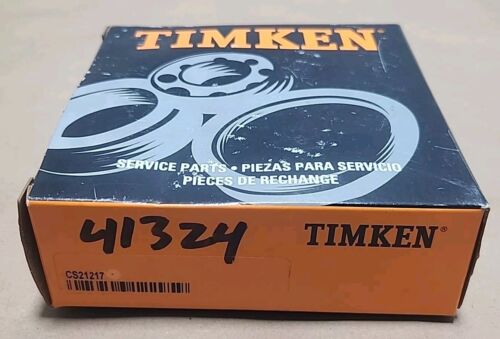 TIMKEN®
SERVICE PARTS • PIEZAS PARA SERVICIO
PIÈCES DE RECHANGE
41324
TIMKEN®
CS21217